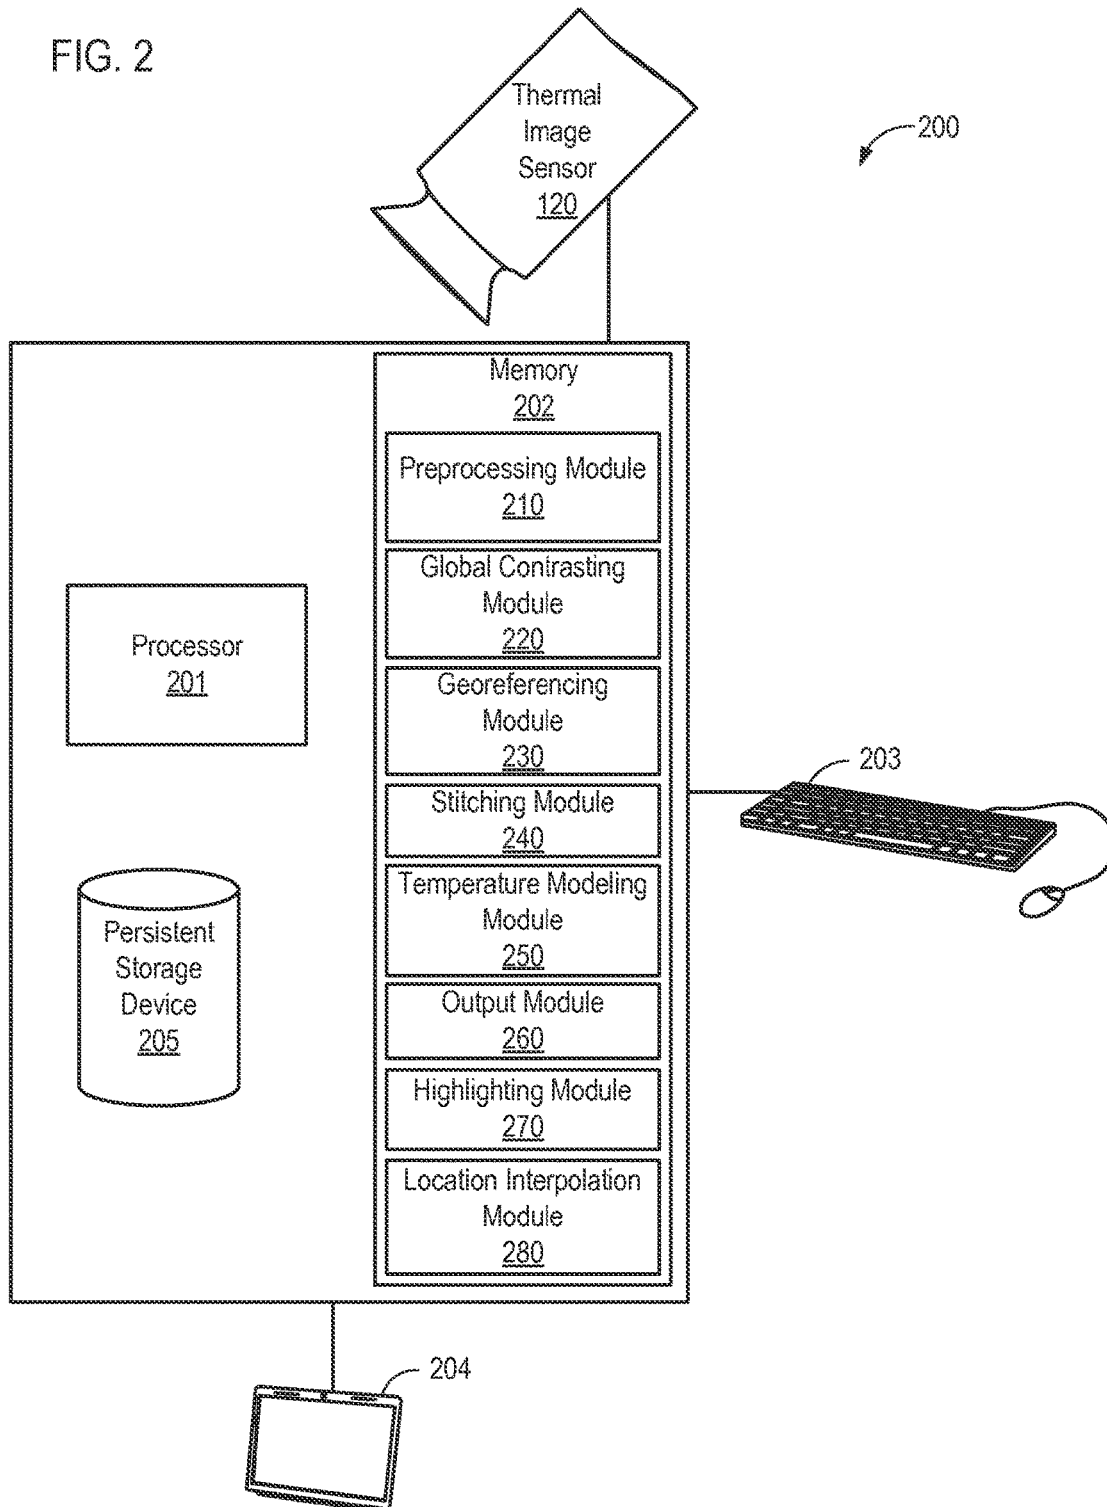 FIG. 2
Thermal
Image
Sensor
120
200
Memory
202
Preprocessing Module
210
Global Contrasting
Module
220
Georeferencing
Module
230
Stitching Module
240
Temperature Modeling
Module
250
Output Module
260
Highlighting Module
270
Location Interpolation
Module
280
Processor
201
Persistent
Storage
Device
205
203
204